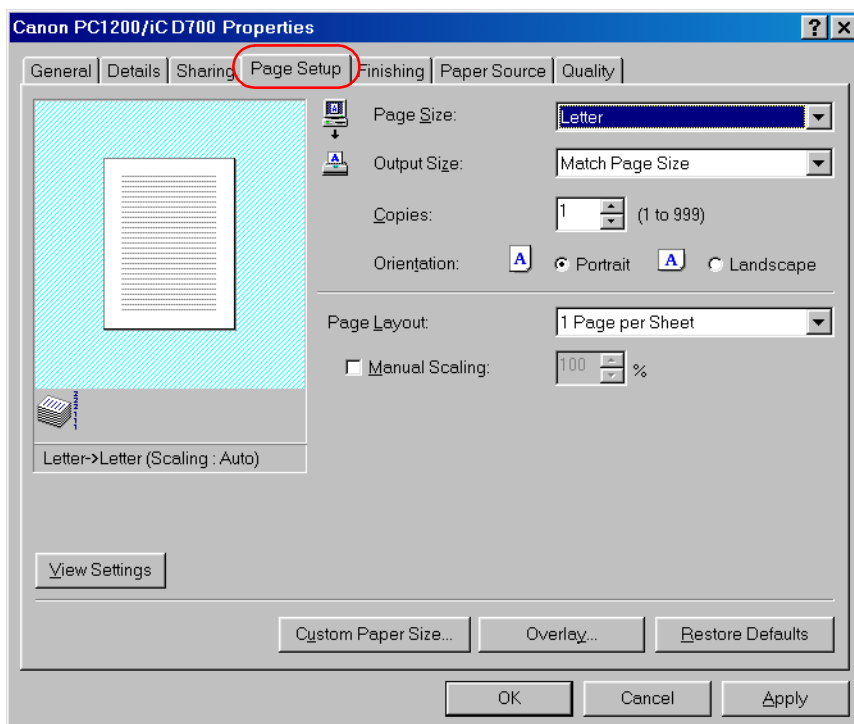 Canon PC1200/iC D700 Properties
General Details Sharing Page Setup Finishing Paper Source Quality
Page Size: Letter
Output Size: Match Page Size
Copies: 1 (1 to 999)
Orientation: A Portrait A Landscape
Page Layout: 1 Page per Sheet
Manual Scaling: 100 %
Letter->Letter (Scaling : Auto)
View Settings
Custom Paper Size... Overlay... Restore Defaults
OK Cancel Apply